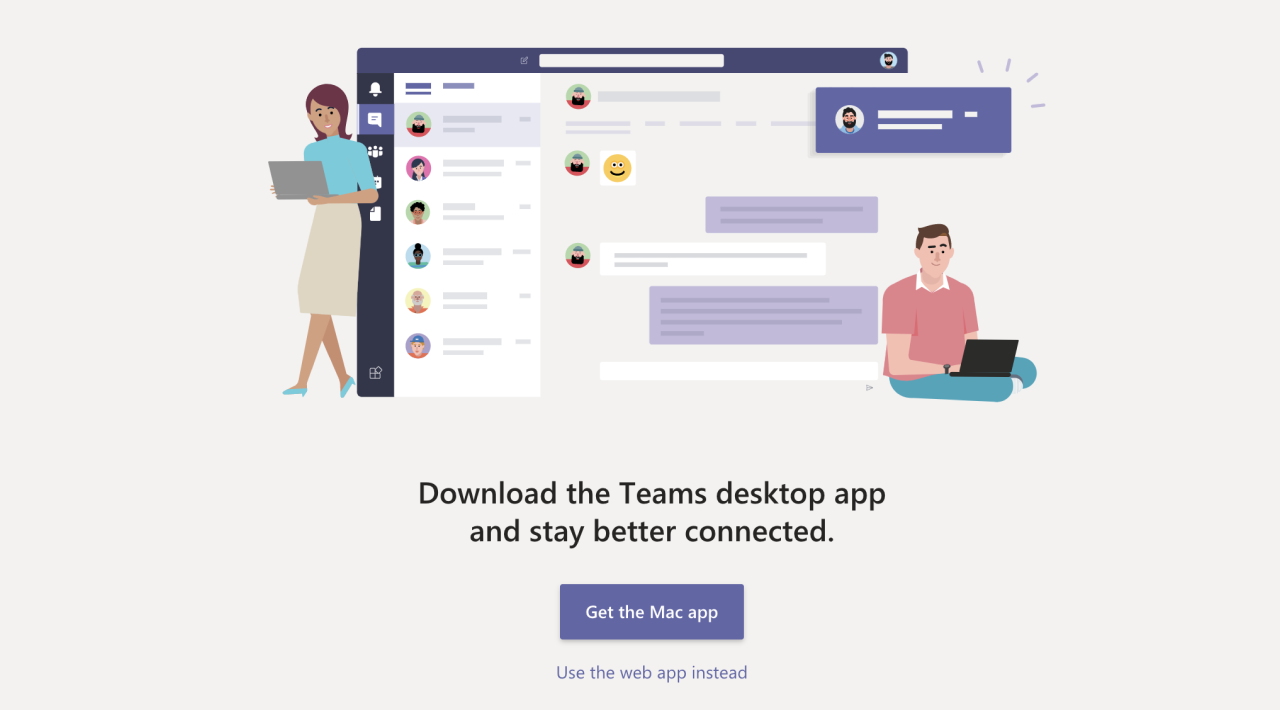 Download the Teams desktop app
and stay better connected.
Get the Mac app
Use the web app instead